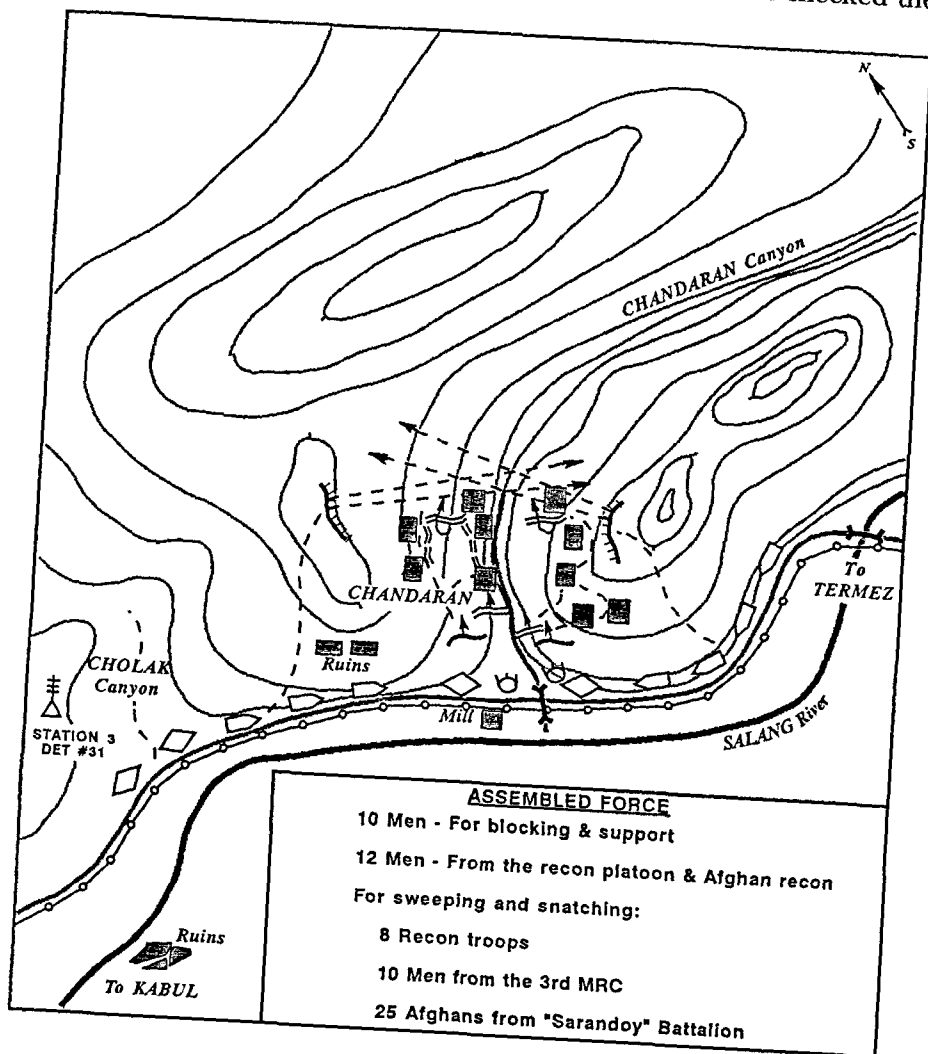 blocked the
N
S
CHANDARAN Canyon
CHANDARAN
Ruins
CHOLAK
Canyon
STATION 3
DET #31
Mill
To
TERMEZ
SALANG River
Ruins
To KABUL
ASSEMBLED FORCE
10 Men - For blocking & support
12 Men - From the recon platoon & Afghan recon
For sweeping and snatching:
8 Recon troops
10 Men from the 3rd MRC
25 Afghans from "Sarandoy" Battalion